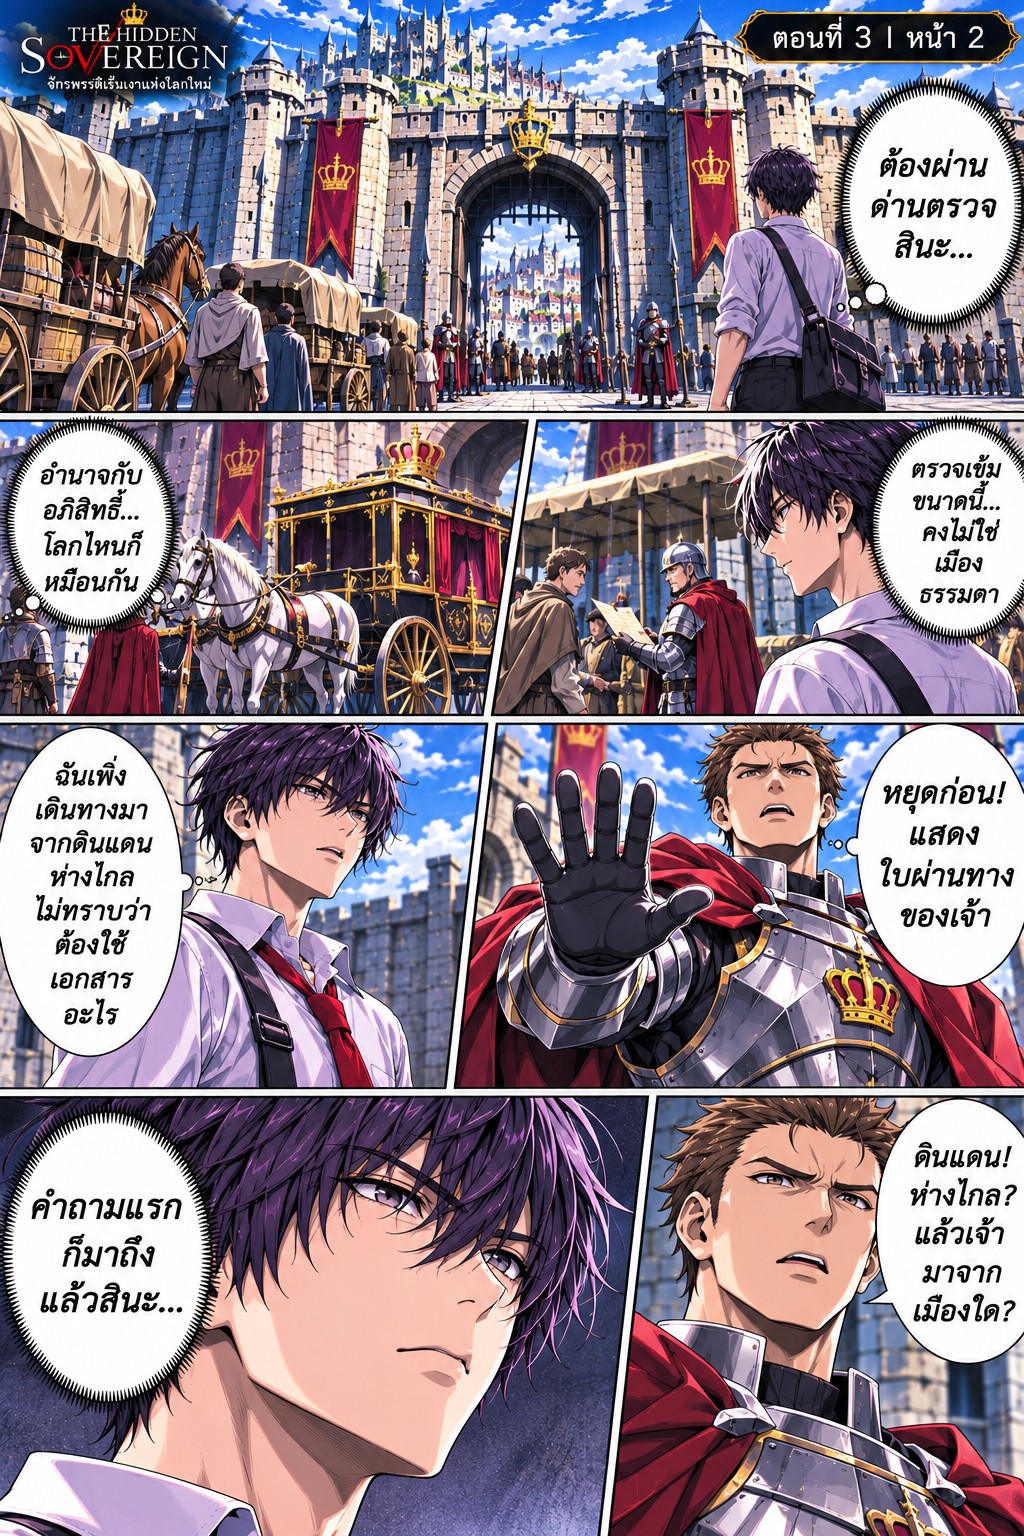 THE HIDDEN
SOVEREIGN
จักรพรรดิเร้นเงาแห่งโลกใหม่
ตอนที่ 3 | หน้า 2
ต้องผ่าน
ด่านตรวจ
สินะ...
อำนาจกับ
อภิสิทธิ์...
โลกไหนก็
หมือนกัน
ตรวจเข้ม
ขนาดนี้...
คงไม่ใช่
เมือง
ธรรมดา
ฉันเพิ่ง
เดินทางมา
จากดินแดน
ห่างไกล
ไม่ทราบว่า
ต้องใช้
เอกสาร
อะไร
หยุดก่อน!
แสดง
ใบผ่านทาง
ของเจ้า
คำถามแรก
ก็มาถึง
แล้วสินะ...
ดินแดน!
ห่างไกล?
แล้วเจ้า
มาจาก
เมืองใด?